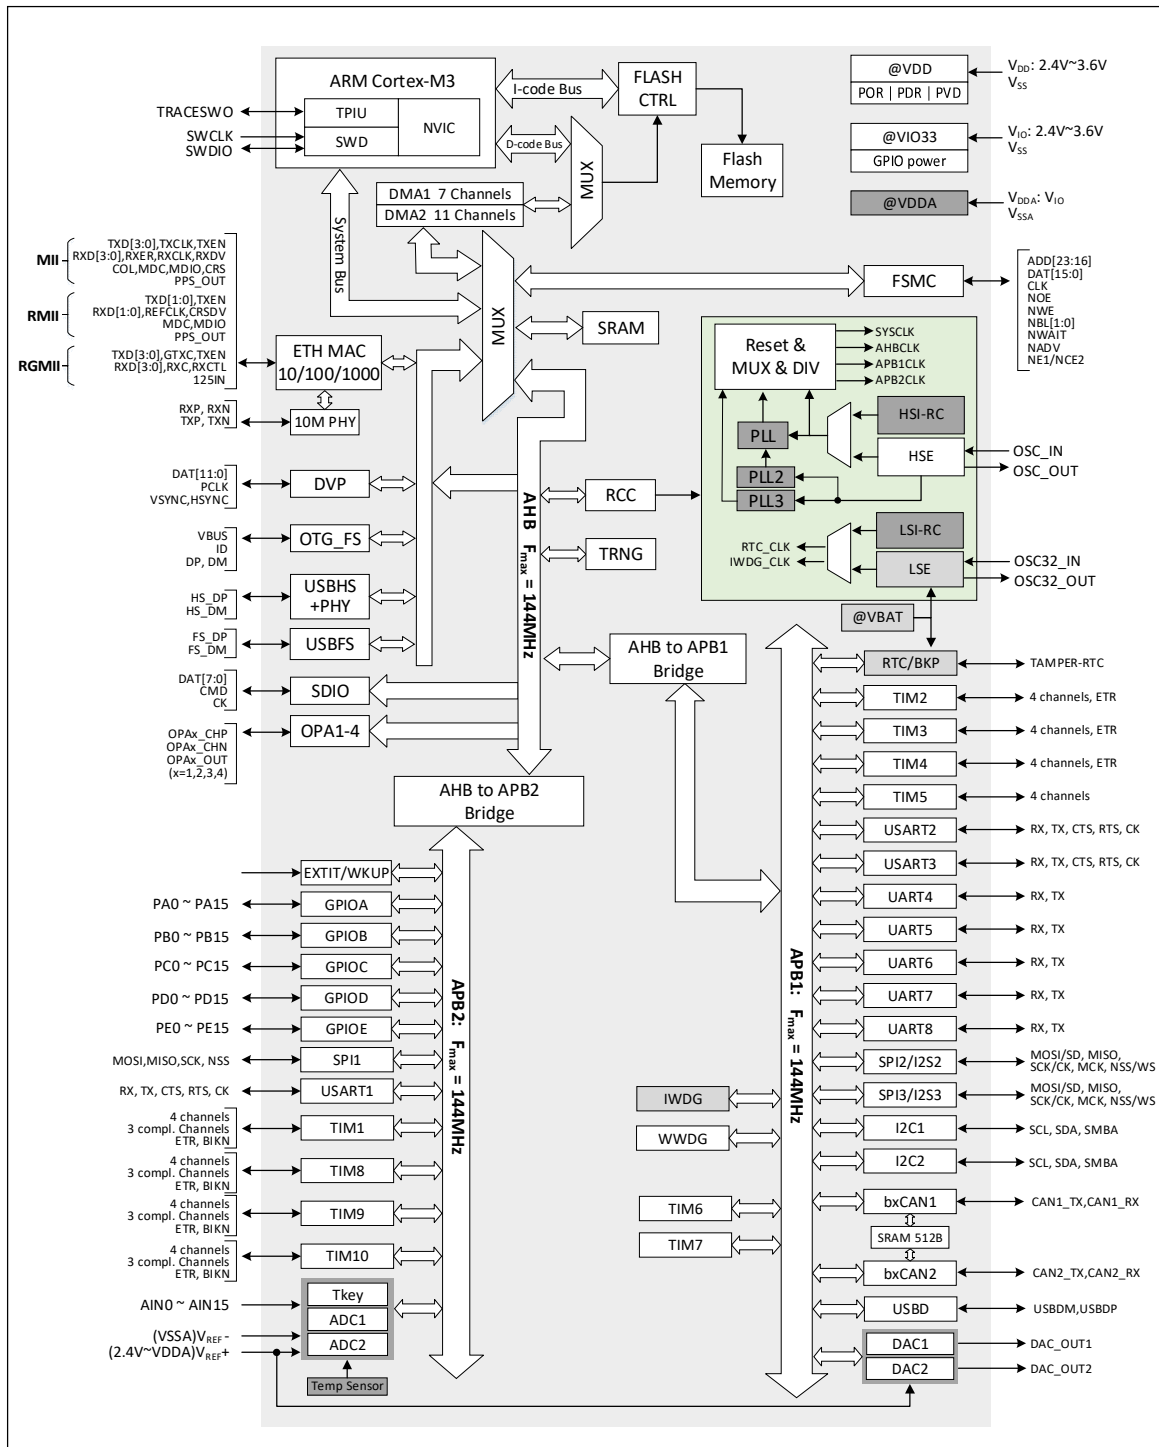 ARM Cortex-M3
TPIU
SWD
NVIC
TRACESWO
SWCLK
SWDIO
I-code Bus
D-code Bus
FLASH
CTRL
MUX
Flash
Memory
@VDD
POR | PDR | PVD
VDD: 2.4V~3.6V
VSS
@VIO33
GPIO power
VIO: 2.4V~3.6V
VSS
@VDDA
VDDA: VIO
VSSA
System Bus
DMA1 7 Channels
DMA2 11 Channels
MUX
MII
TXD[3:0],TXCLK,TXEN
RXD[3:0],RXER,RXCLK,RXDV
COL,MDC,MDIO,CRS
PPS_OUT
RMII
TXD[1:0],TXEN
RXD[1:0],REFCLK,CRSDV
MDC,MDIO
PPS_OUT
RGMII
TXD[3:0],GTXC,TXEN
RXD[3:0],RXC,RXCTL
125IN
ETH MAC
10/100/1000
RXP, RXN
TXP, TXN
10M PHY
FSMC
ADD[23:16]
DAT[15:0]
CLK
NOE
NWE
NBL[1:0]
NWAIT
NADV
NE1/NCE2
SRAM
Reset &
MUX & DIV
SYSCLK
AHBCLK
APB1CLK
APB2CLK
HSI-RC
PLL
HSE
OSC_IN
OSC_OUT
PLL2
PLL3
LSI-RC
RTC_CLK
IWDG_CLK
LSE
OSC32_IN
OSC32_OUT
@VBAT
DAT[11:0]
PCLK
VSYNC,HSYNC
DVP
RCC
VBUS
ID
DP, DM
OTG_FS
TRNG
HS_DP
HS_DM
USBHS
+PHY
FS_DP
FS_DM
USBFS
DAT[7:0]
CMD
CK
SDIO
OPAx_CHP
OPAx_CHN
OPAx_OUT
(x=1,2,3,4)
OPA1-4
AHB Fmax = 144MHz
AHB to APB1
Bridge
AHB to APB2
Bridge
EXTIT/WKUP
PA0 ~ PA15
GPIOA
PB0 ~ PB15
GPIOB
PC0 ~ PC15
GPIOC
PD0 ~ PD15
GPIOD
PE0 ~ PE15
GPIOE
MOSI,MISO,SCK, NSS
SPI1
RX, TX, CTS, RTS, CK
USART1
4 channels
3 compl. Channels
ETR, BIKN
TIM1
4 channels
3 compl. Channels
ETR, BIKN
TIM8
4 channels
3 compl. Channels
ETR, BIKN
TIM9
4 channels
3 compl. Channels
ETR, BIKN
TIM10
AIN0 ~ AIN15
Tkey
ADC1
ADC2
(VSSA)VREF-
(2.4V~VDDA)VREF+
Temp Sensor
APB2: Fmax = 144MHz
APB1: Fmax = 144MHz
IWDG
WWDG
TIM6
TIM7
RTC/BKP
TAMPER-RTC
TIM2
4 channels, ETR
TIM3
4 channels, ETR
TIM4
4 channels, ETR
TIM5
4 channels
USART2
RX, TX, CTS, RTS, CK
USART3
RX, TX, CTS, RTS, CK
UART4
RX, TX
UART5
RX, TX
UART6
RX, TX
UART7
RX, TX
UART8
RX, TX
SPI2/I2S2
MOSI/SD, MISO,
SCK/CK, MCK, NSS/WS
SPI3/I2S3
MOSI/SD, MISO,
SCK/CK, MCK, NSS/WS
I2C1
SCL, SDA, SMBA
I2C2
SCL, SDA, SMBA
bxCAN1
CAN1_TX,CAN1_RX
SRAM 512B
bxCAN2
CAN2_TX,CAN2_RX
USBD
USBDM,USBDP
DAC1
DAC_OUT1
DAC2
DAC_OUT2